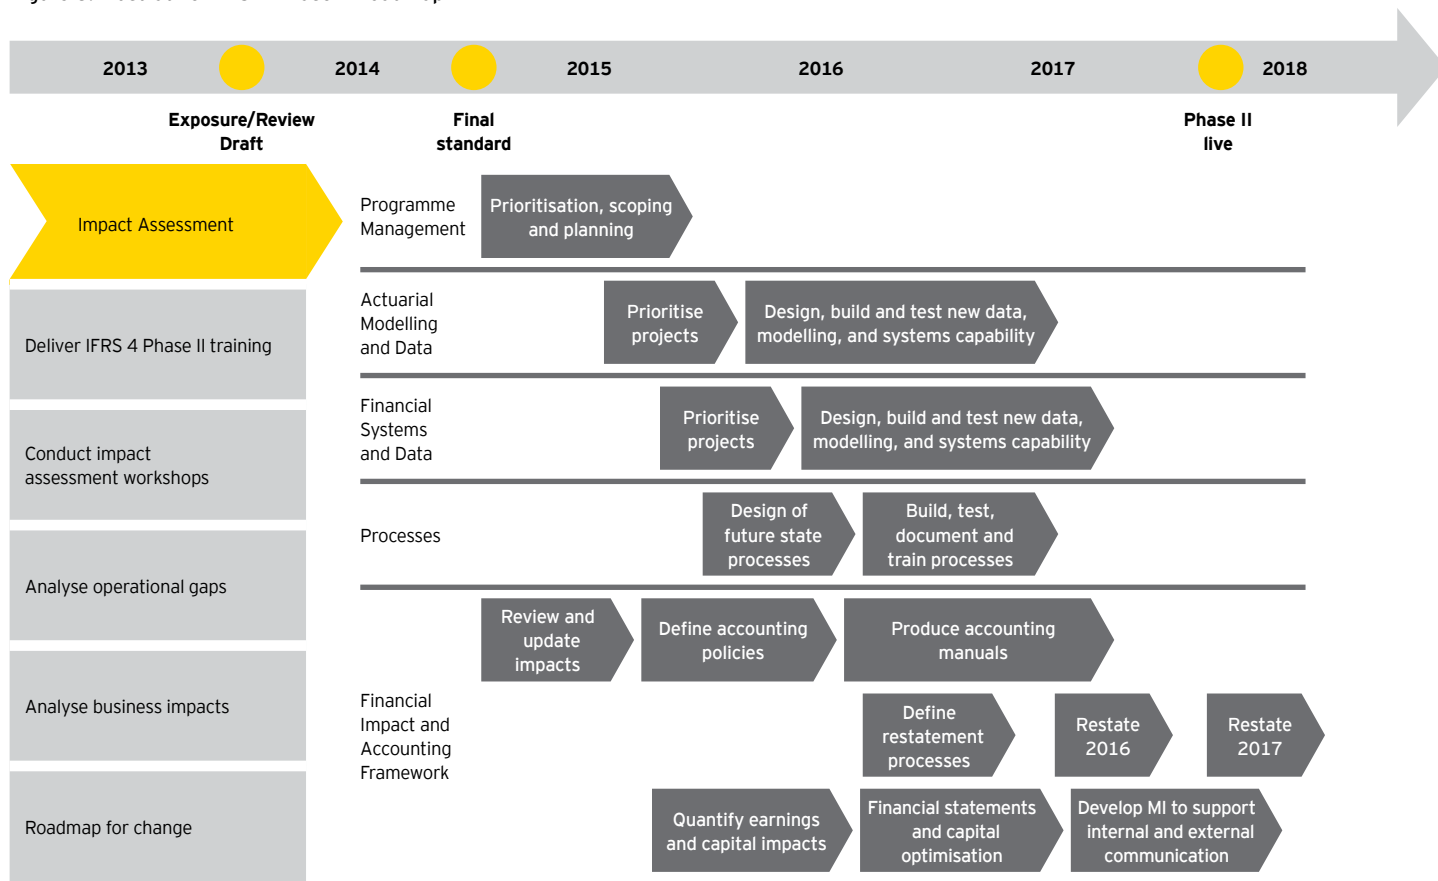 2013
2014
2015
2016
2017
2018
Exposure/Review
Draft
Final
standard
Phase II
live
Impact Assessment
Deliver IFRS 4 Phase II training
Conduct impact
assessment workshops
Analyse operational gaps
Analyse business impacts
Roadmap for change
Programme
Management
Prioritisation, scoping
and planning
Actuarial
Modelling
and Data
Prioritise
projects
Design, build and test new data,
modelling, and systems capability
Financial
Systems
and Data
Prioritise
projects
Design, build and test new data,
modelling, and systems capability
Processes
Design of
future state
processes
Build, test,
document and
train processes
Financial
Impact and
Accounting
Framework
Review and
update
impacts
Define accounting
policies
Produce accounting
manuals
Define
restatement
processes
Restate
2016
Restate
2017
Quantify earnings
and capital impacts
Financial statements
and capital
optimisation
Develop MI to support
internal and external
communication